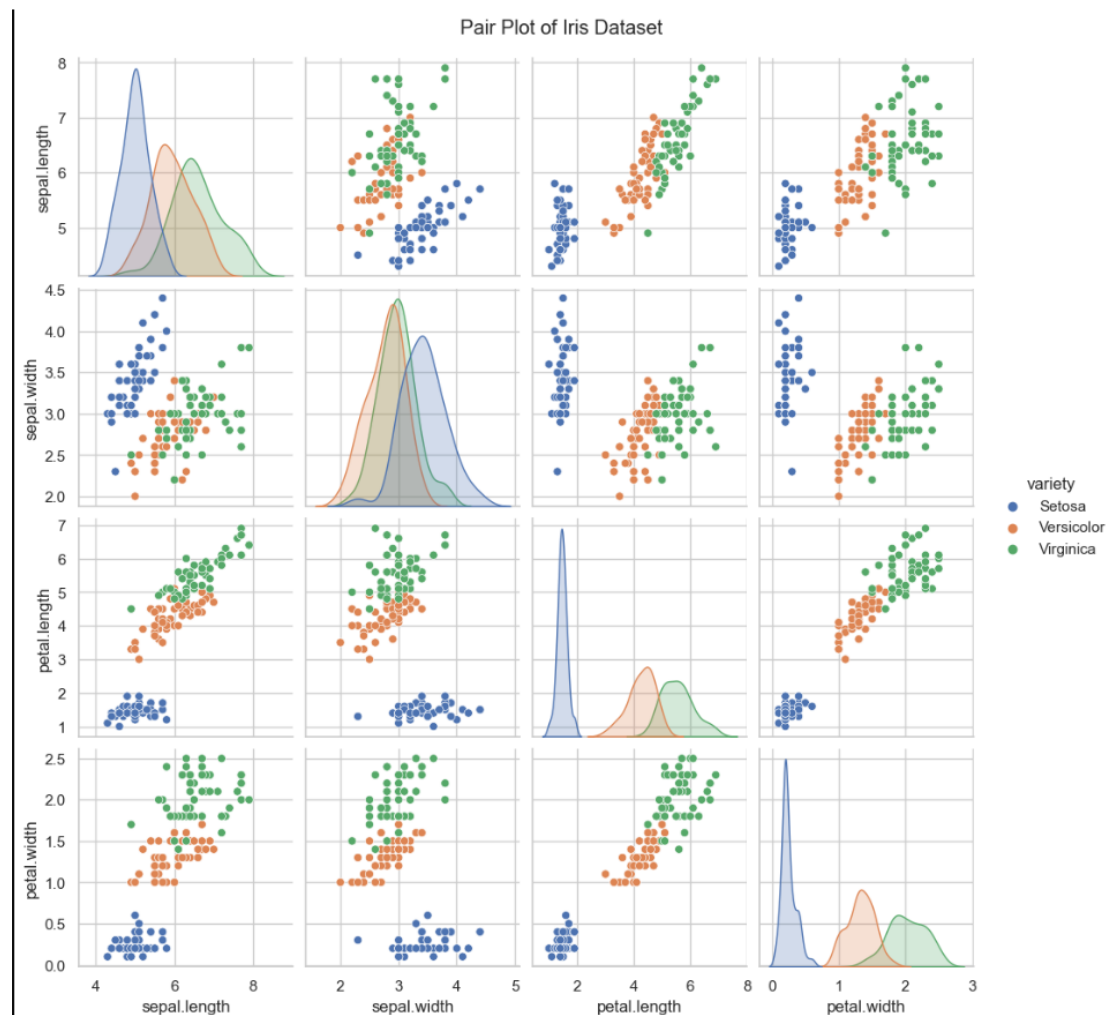 Pair Plot of Iris Dataset
8
7
6
5
sepal.length
4.5
4.0
3.5
3.0
2.5
2.0
sepal.width
7
6
5
4
3
2
1
petal.length
2.5
2.0
1.5
1.0
0.5
0.0
petal.width
4 6 8
sepal.length
2 3 4 5
sepal.width
2 4 6 8
petal.length
0 1 2 3
petal.width
variety
Setosa
Versicolor
Virginica